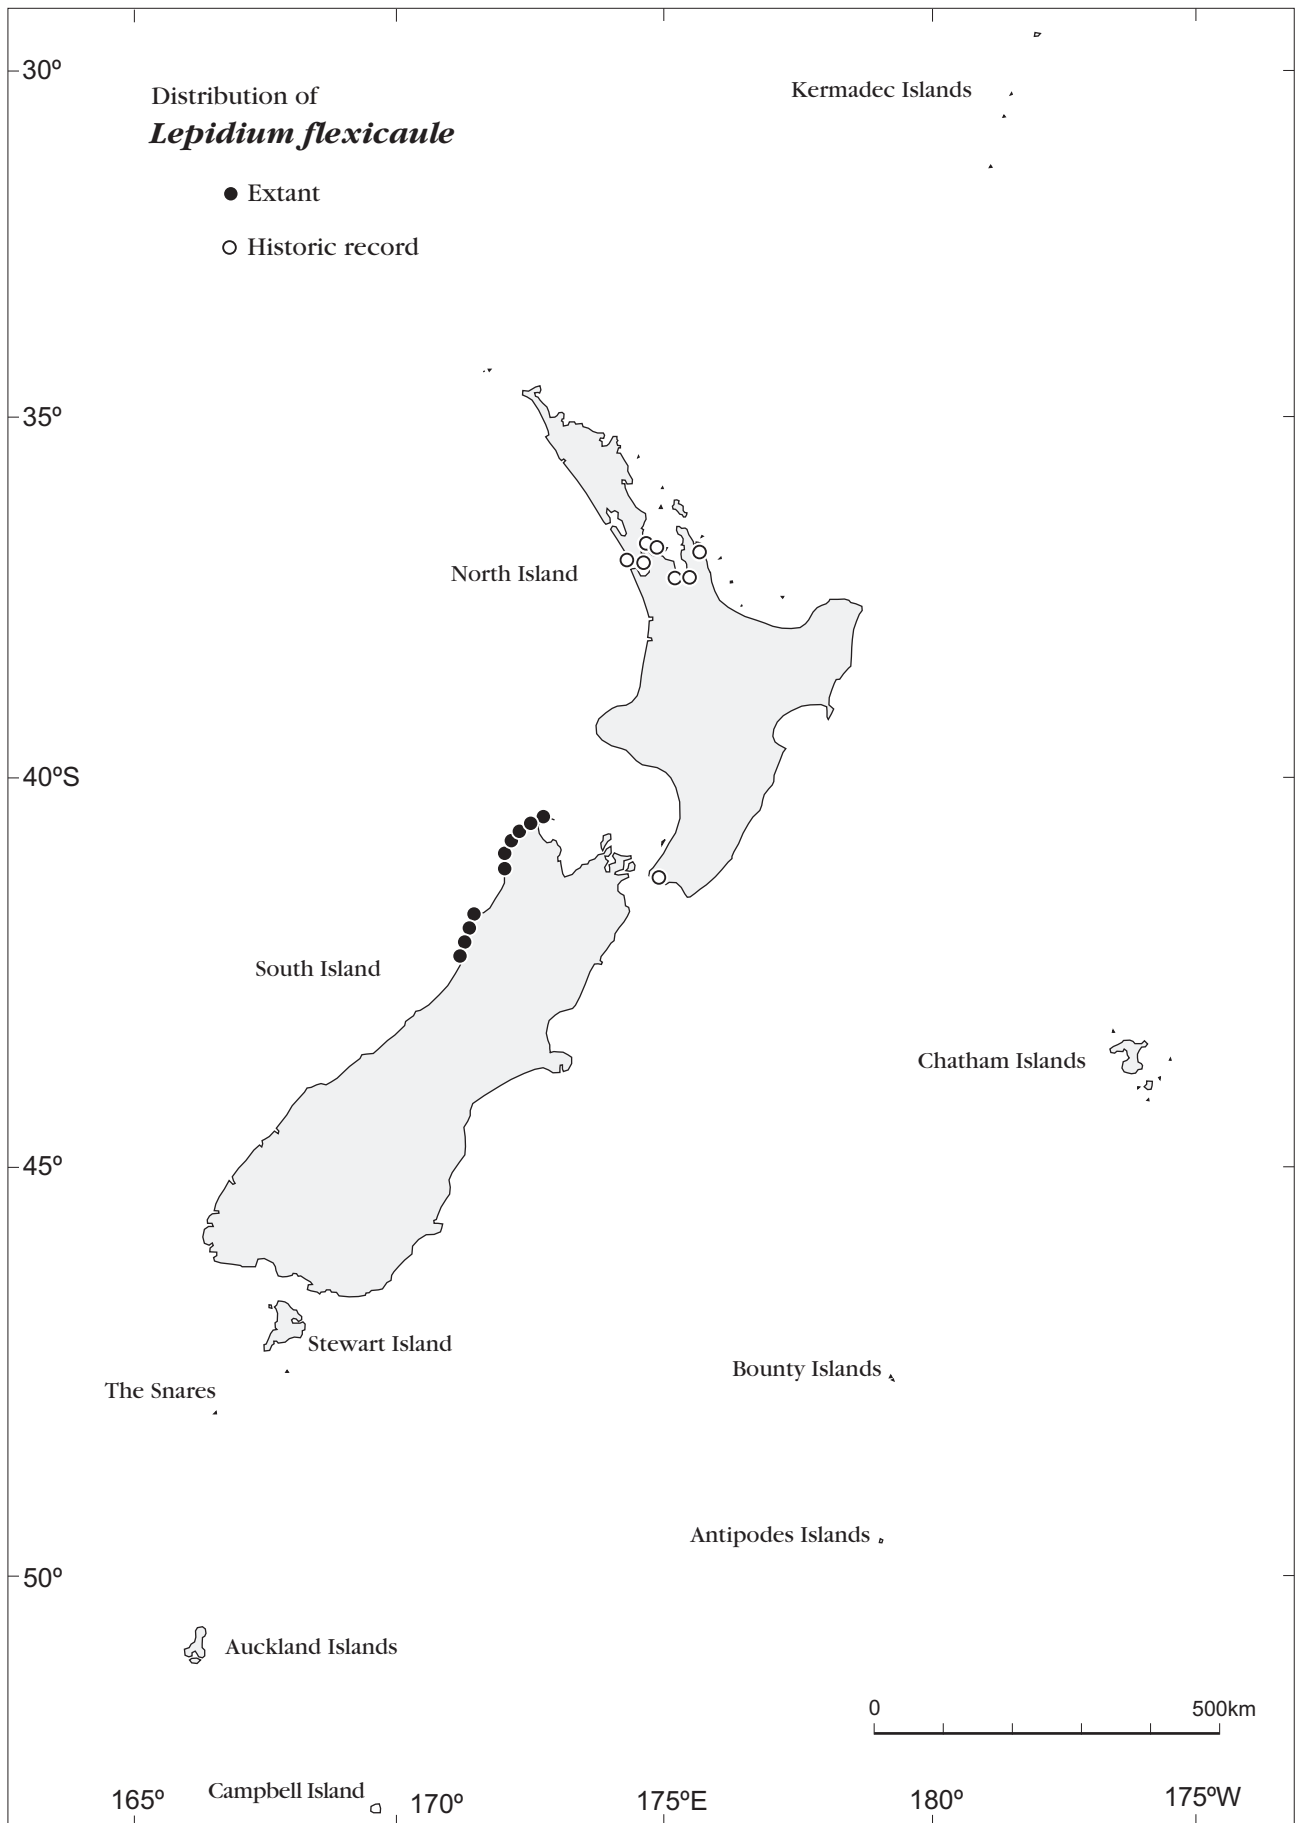 30º
Kermadec Islands
Distribution of
Lepidium flexicaule
Extant
Historic record
35º
North Island
40ºS
South Island
Chatham Islands
45º
Stewart Island
Bounty Islands
The Snares
Antipodes Islands
50º
Auckland Islands
0 500km
Campbell Island
165º 170º 175ºE 180º 175ºW